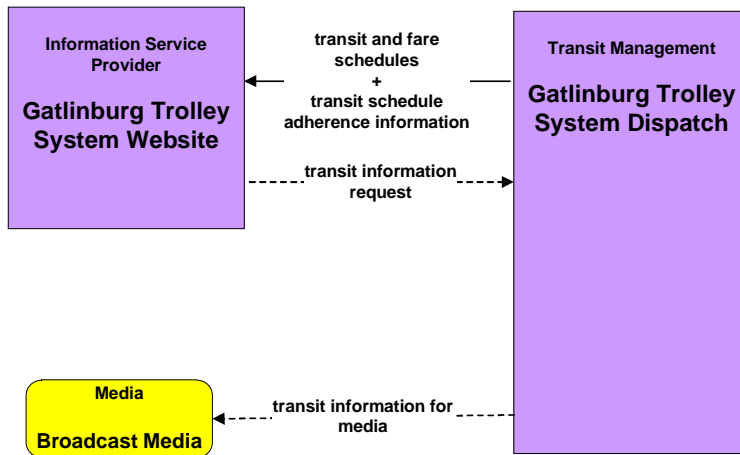 Information Service
Provider
Gatlinburg Trolley
System Website
transit and fare
schedules
+
transit schedule
adherence information
Transit Management
Gatlinburg Trolley
System Dispatch
transit information
request
Media
Broadcast Media
transit information for
media